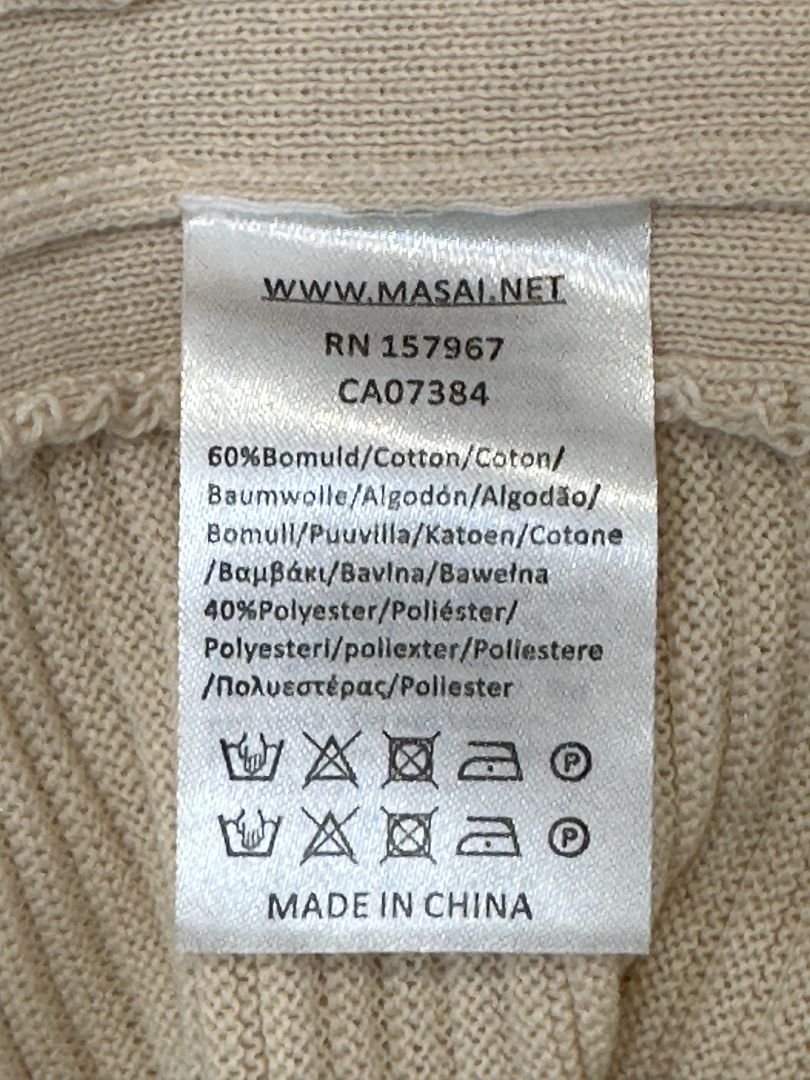 WWW.MASAI.NET
RN 157967
CA07384
60%Bomuld/Cotton/Coton/
Baumwolle/Algodón/Algodão/
Bomull/Puuvilla/Katoen/Cotone
/Βαμβάκι/Bavlna/Bawełna
40%Polyester/Poliéster/
Polyesteri/poliexter/Poliestere
/Πολυεστέρας/Poliester
P
P
MADE IN CHINA